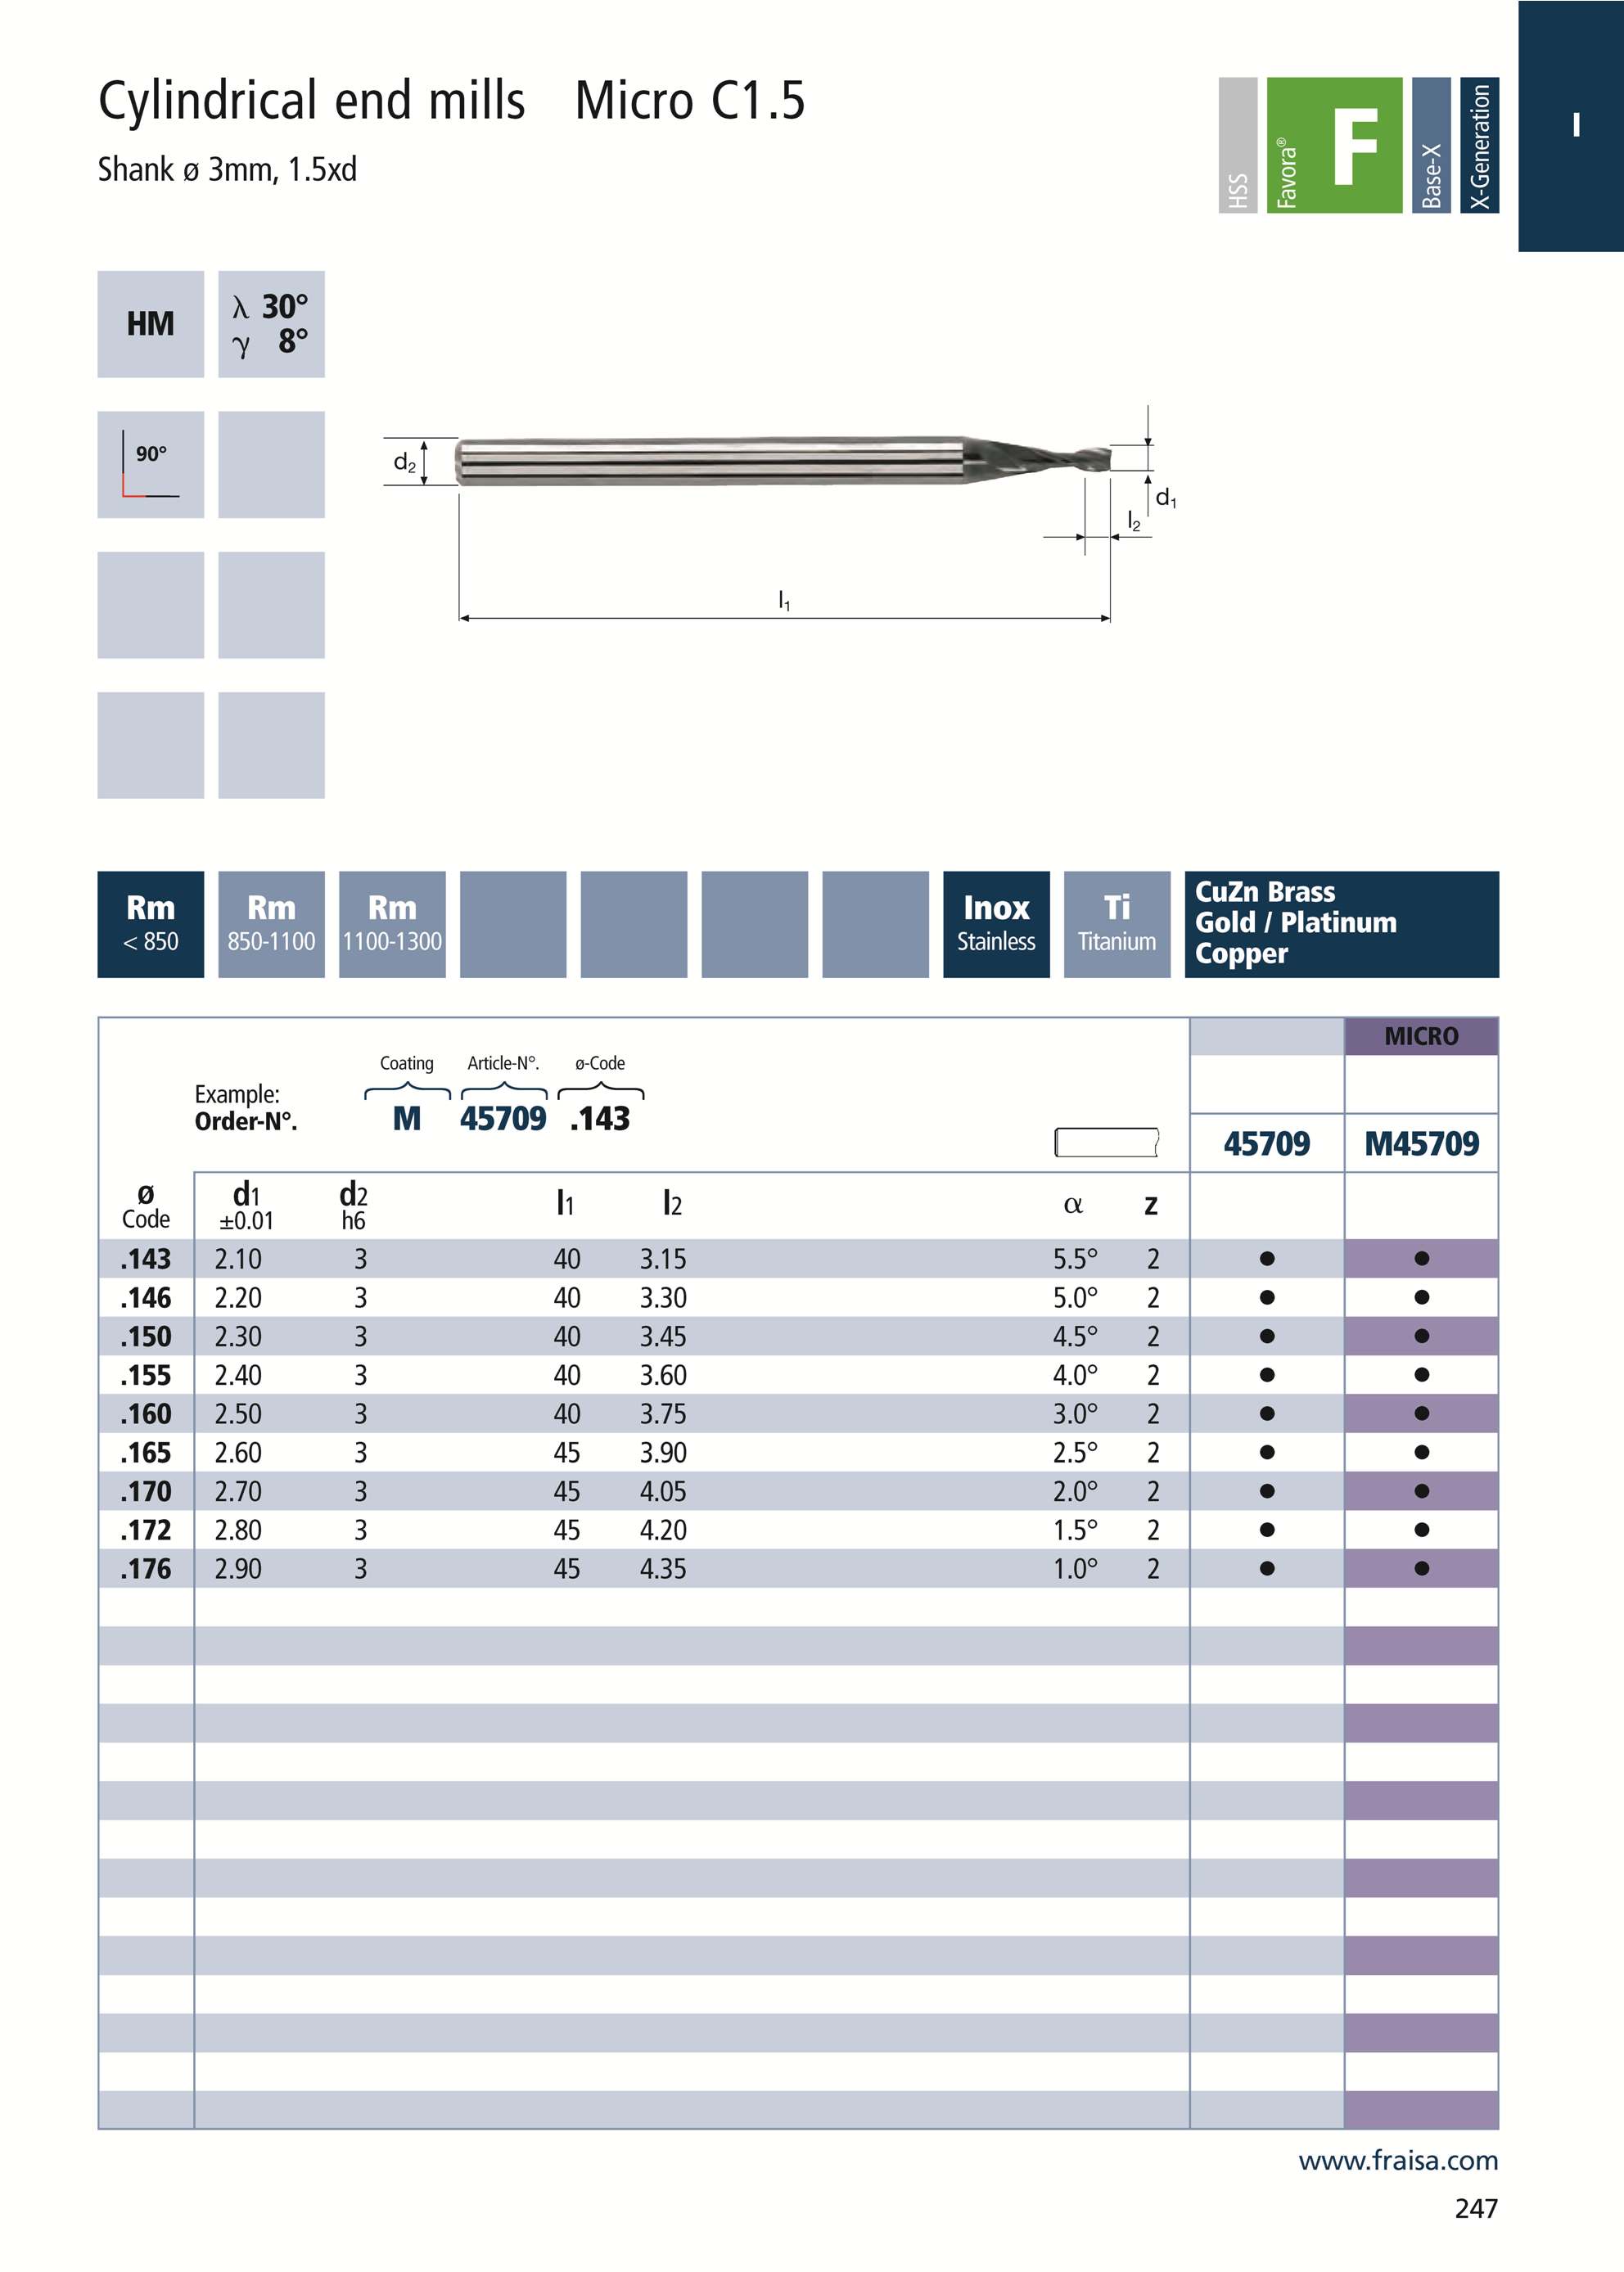 Cylindrical end mills Micro C1.5
Shank ø 3mm, 1.5xd
HSS
Favora®
F
Base-X
X-Generation
I
HM
λ 30°
γ 8°
90°
d2
d1
l2
l1
Rm
< 850
Rm
850-1100
Rm
1100-1300
Inox
Stainless
Ti
Titanium
CuZn Brass
Gold / Platinum
Copper
MICRO
Coating Article-N°. ø-Code
Example:
Order-N°. M 45709 .143
45709 M45709
ø d1 d2 l1 l2 α z
Code ±0.01 h6
.143 2.10 3 40 3.15 5.5° 2 ● ●
.146 2.20 3 40 3.30 5.0° 2 ● ●
.150 2.30 3 40 3.45 4.5° 2 ● ●
.155 2.40 3 40 3.60 4.0° 2 ● ●
.160 2.50 3 40 3.75 3.0° 2 ● ●
.165 2.60 3 45 3.90 2.5° 2 ● ●
.170 2.70 3 45 4.05 2.0° 2 ● ●
.172 2.80 3 45 4.20 1.5° 2 ● ●
.176 2.90 3 45 4.35 1.0° 2 ● ●
www.fraisa.com
247